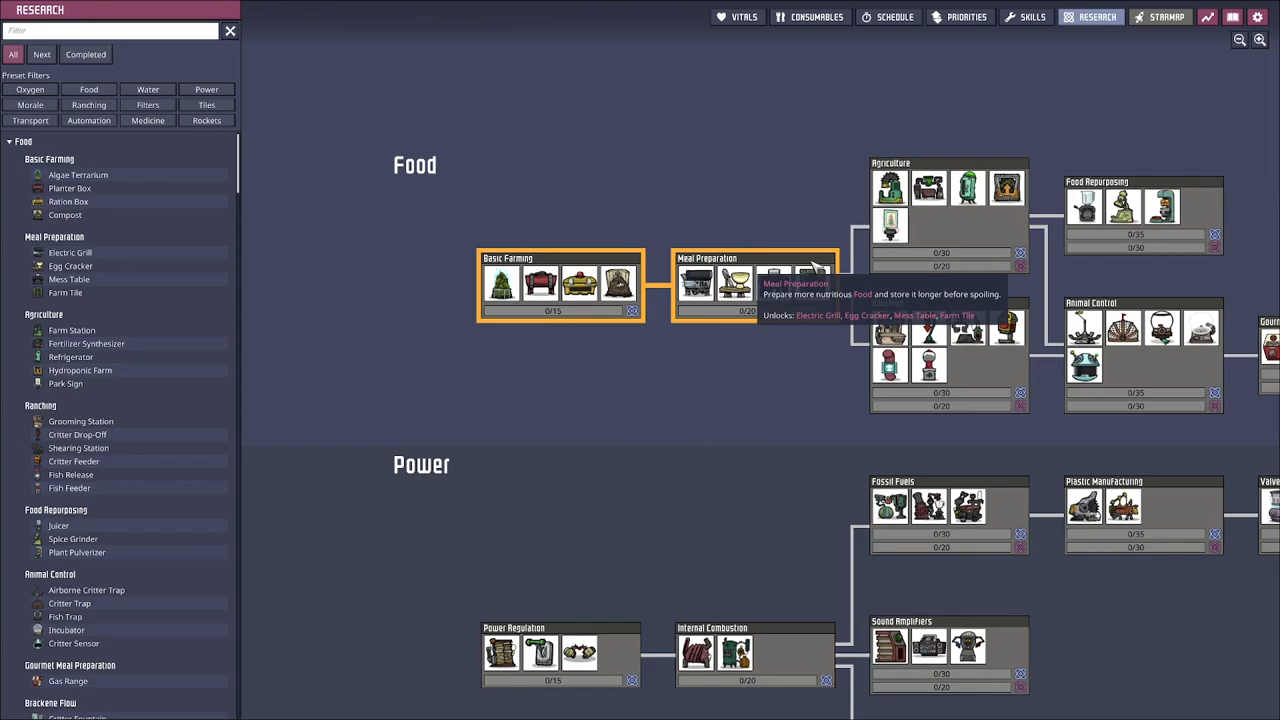 RESEARCH
VITALS
CONSUMABLES
SCHEDULE
PRIORITIES
SKILLS
RESEARCH
STARMAP
Filter
All
Next
Completed
Preset Filters
Oxygen
Food
Water
Power
Morale
Ranching
Filters
Tiles
Transport
Automation
Medicine
Rockets
Food
Basic Farming
Algae Terrarium
Planter Box
Ration Box
Compost
Meal Preparation
Electric Grill
Egg Cracker
Mess Table
Farm Tile
Agriculture
Farm Station
Fertilizer Synthesizer
Refrigerator
Hydroponic Farm
Park Sign
Ranching
Grooming Station
Critter Drop-Off
Shearing Station
Critter Feeder
Fish Release
Fish Feeder
Food Repurposing
Juicer
Spice Grinder
Plant Pulverizer
Animal Control
Airborne Critter Trap
Critter Trap
Fish Trap
Incubator
Critter Sensor
Gourmet Meal Preparation
Gas Range
Brackene Flow
Critter Fountain
Food
Basic Farming
0/15
Meal Preparation
0/20
Meal Preparation
Prepare more nutritious Food and store it longer before spoiling.
Unlocks: Electric Grill, Egg Cracker, Mess Table, Farm Tile
Agriculture
0/30
0/20
Food Repurposing
0/35
0/30
0/30
0/20
Animal Control
0/35
0/30
Gour
Power
Power Regulation
0/15
Internal Combustion
0/20
Fossil Fuels
0/30
0/20
Plastic Manufacturing
0/35
0/30
Valve
Sound Amplifiers
0/30
0/20